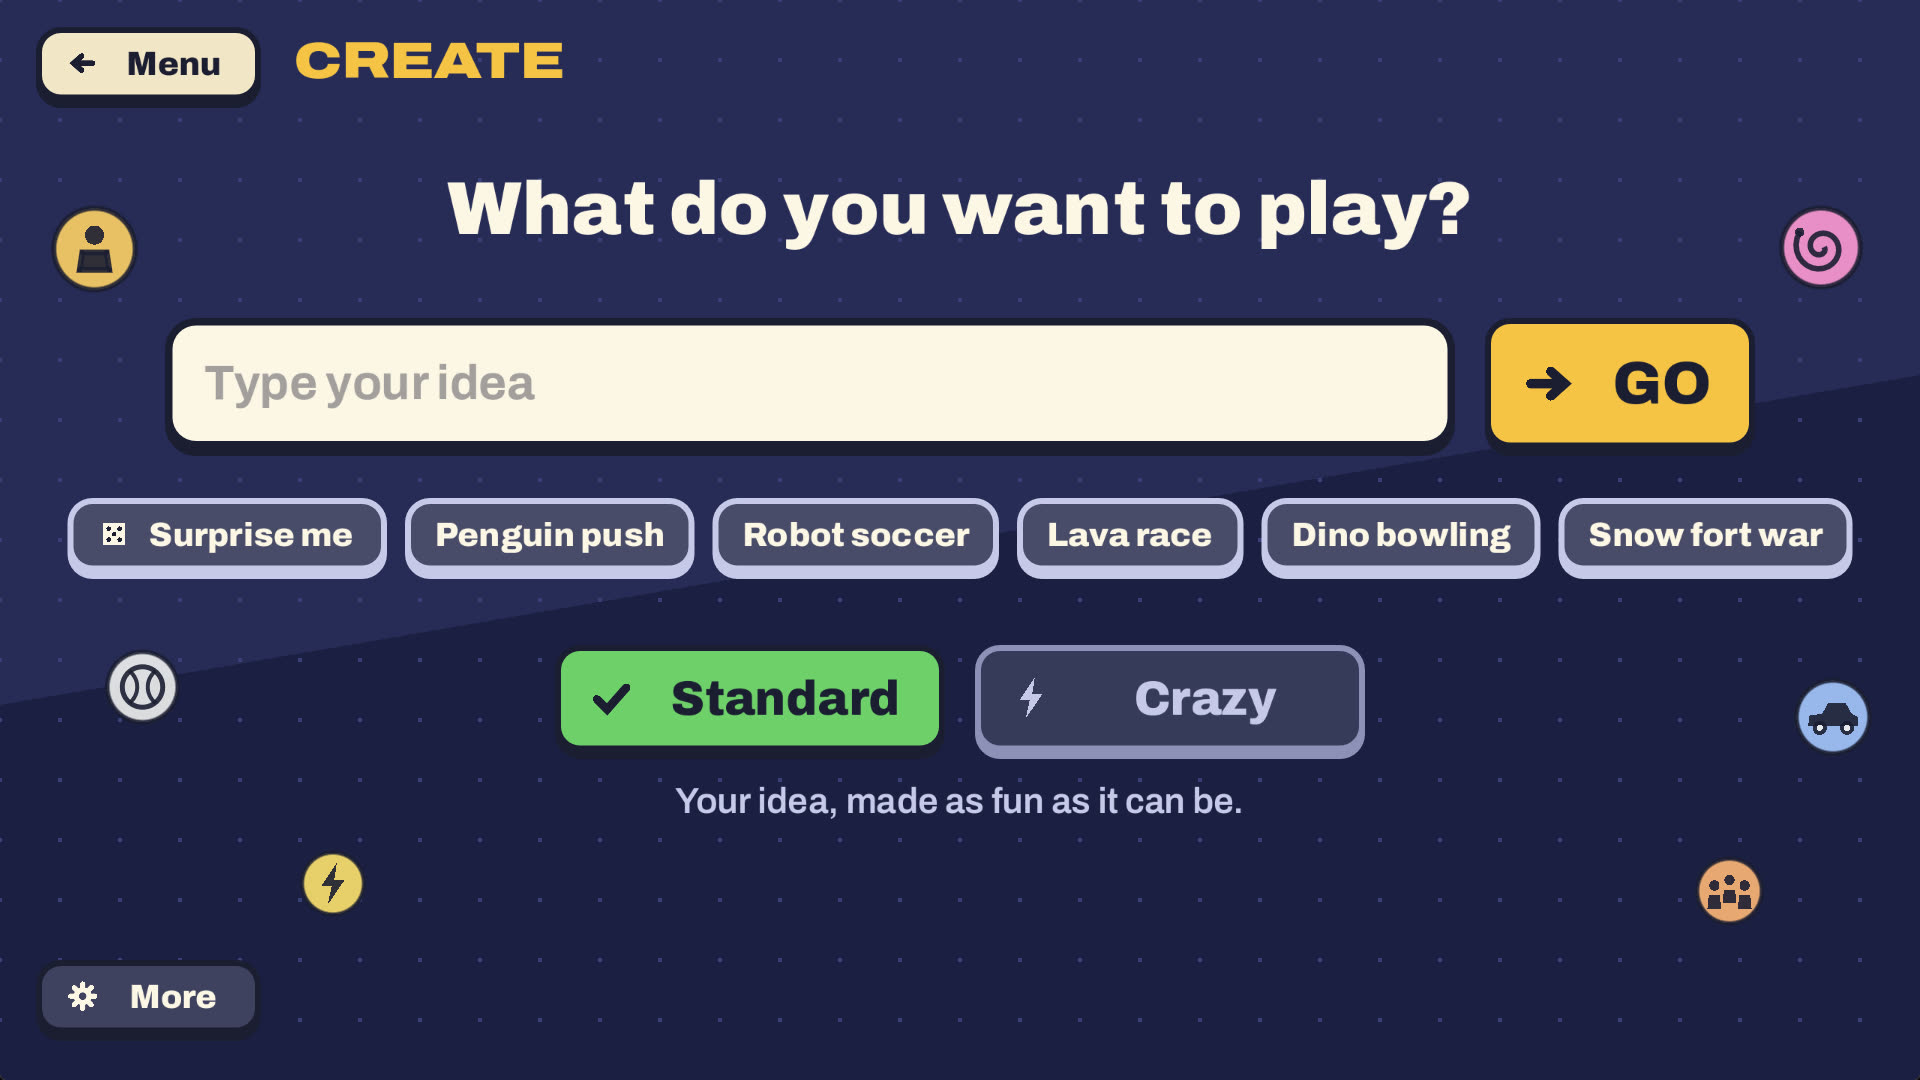 Menu
CREATE
What do you want to play?
Type your idea
GO
Surprise me
Penguin push
Robot soccer
Lava race
Dino bowling
Snow fort war
Standard
Crazy
Your idea, made as fun as it can be.
More